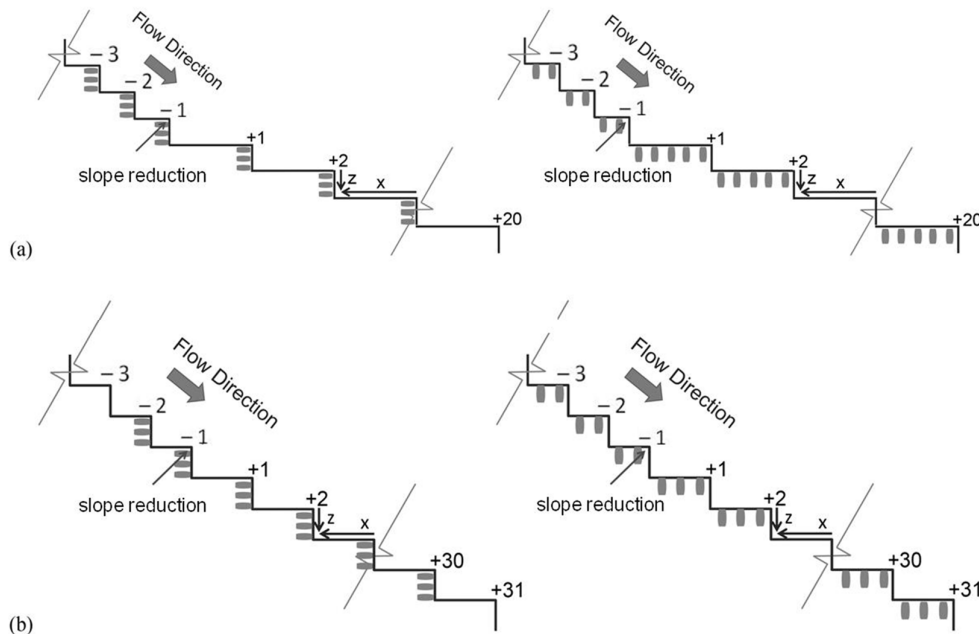 Flow Direction
− 3
− 2
− 1
+1
+2
z
x
slope reduction
+20
Flow Direction
− 3
− 2
− 1
+1
+2
z
x
slope reduction
+20
(a)
Flow Direction
− 3
− 2
− 1
+1
+2
z
x
slope reduction
+30
+31
Flow Direction
− 3
− 2
− 1
+1
+2
z
x
slope reduction
+30
+31
(b)